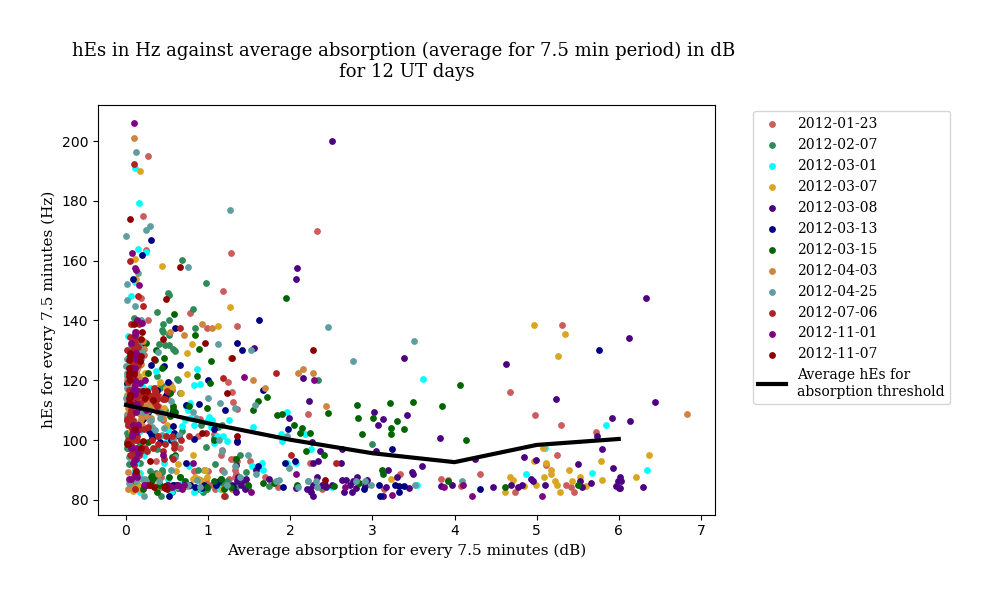 hEs in Hz against average absorption (average for 7.5 min period) in dB
for 12 UT days
hEs for every 7.5 minutes (Hz)
200
180
160
140
120
100
80
0 1 2 3 4 5 6 7
Average absorption for every 7.5 minutes (dB)
2012-01-23
2012-02-07
2012-03-01
2012-03-07
2012-03-08
2012-03-13
2012-03-15
2012-04-03
2012-04-25
2012-07-06
2012-11-01
2012-11-07
Average hEs for
absorption threshold